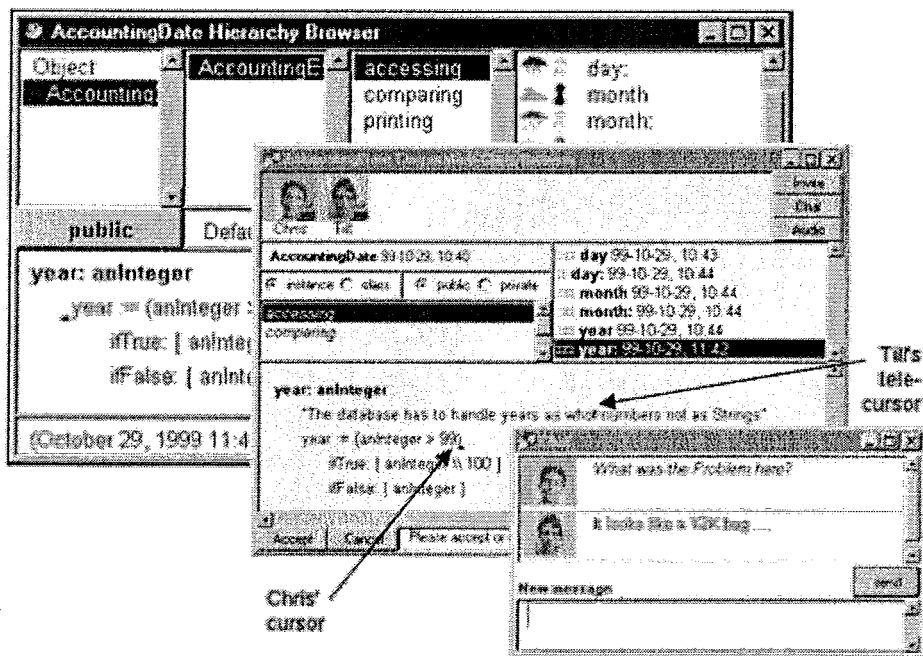 AccountingDate Hierarchy Browser
Object
Accounting
AccountingE
accessing
comparing
printing
day:
month
month:
public
Defau
year: anInteger
year := (anInteger >
ifTrue: [ anInteg
ifFalse: [ anInt
(October 29, 1999 11:4
Chris Till
Invite
Chat
Audio
AccountingDate 99-10-29, 10:40
instance class public private
accessing
comparing
day 99-10-29, 10:43
day: 99-10-29, 10:44
month 99-10-29, 10:44
month: 99-10-29, 10:44
year 99-10-29, 10:44
year: 99-10-29, 11:42
year: anInteger
"The database has to handle years as what numbers not as Strings"
year := (anInteger > 99)
ifTrue: [ anInteger \\ 100 ]
ifFalse: [ anInteger ]
Accept Cancel Please accept or
Till's
tele-
cursor
Chris'
cursor
What was the Problem here?
It looks like a Y2K bug ....
New message
send